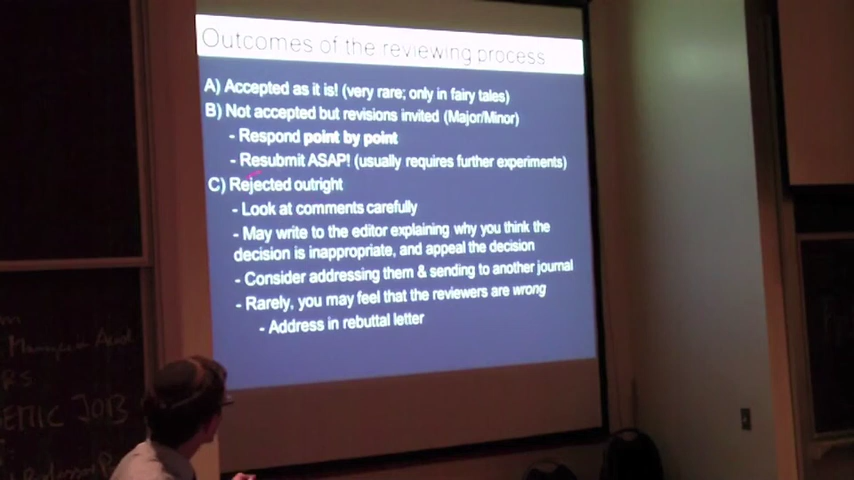 Outcomes of the reviewing process
A) Accepted as it is! (very rare; only in fairy tales)
B) Not accepted but revisions invited (Major/Minor)
- Respond point by point
- Resubmit ASAP! (usually requires further experiments)
C) Rejected outright
- Look at comments carefully
- May write to the editor explaining why you think the
decision is inappropriate, and appeal the decision
- Consider addressing them & sending to another journal
- Rarely, you may feel that the reviewers are wrong
- Address in rebuttal letter
RS
JOB